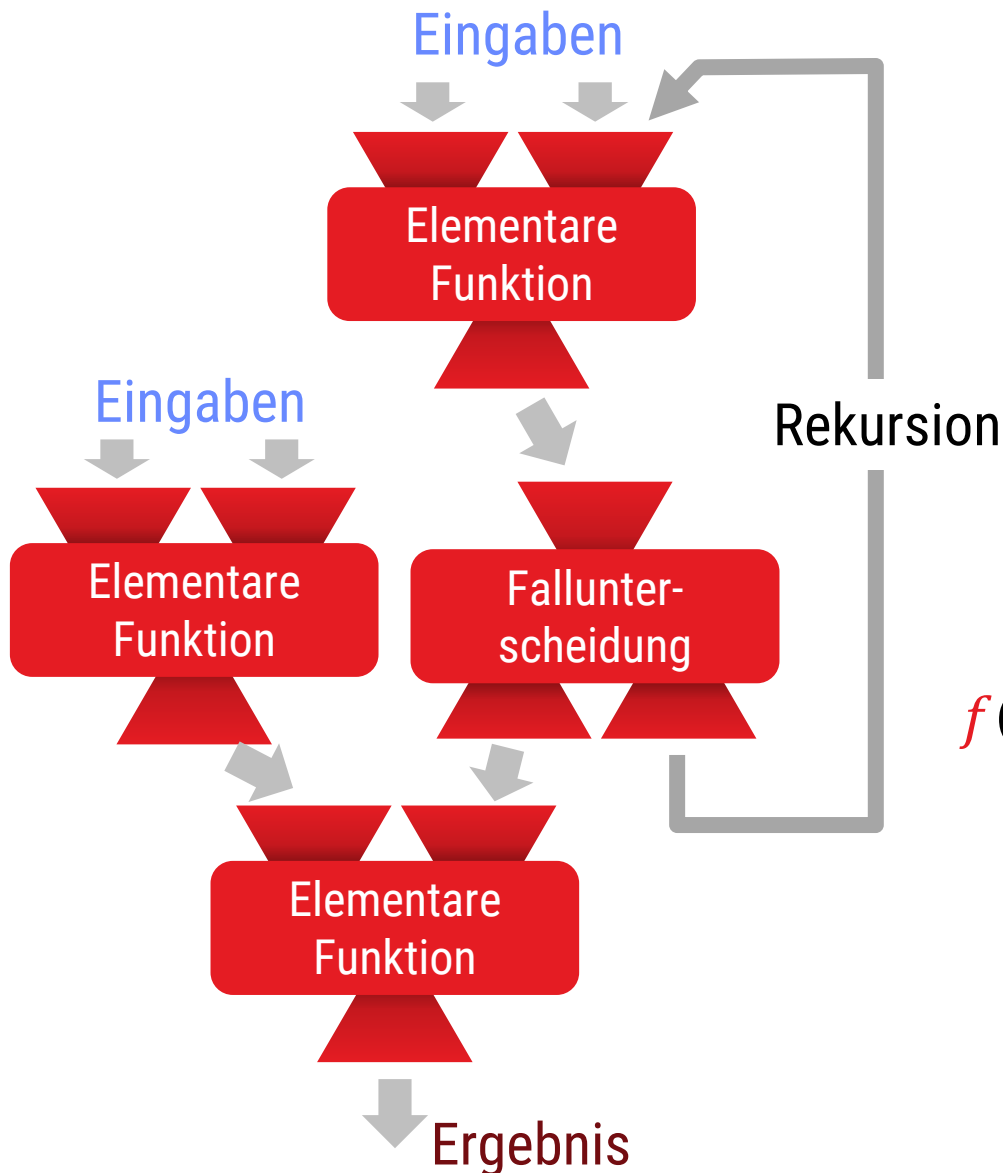 Eingaben
Elementare
Funktion
Eingaben
Rekursion
Elementare
Funktion
Fallunter-
scheidung
f(
Elementare
Funktion
Ergebnis